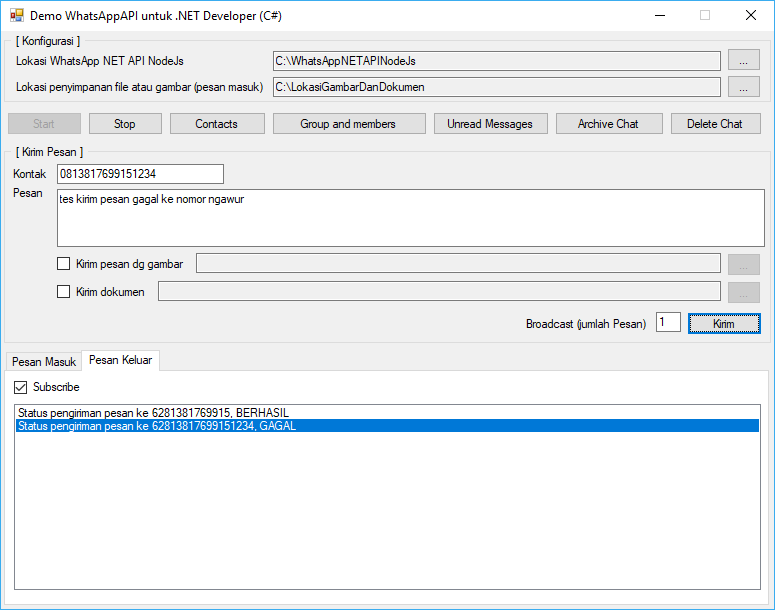 Demo WhatsAppAPI untuk .NET Developer (C#)
[ Konfigurasi ]
Lokasi WhatsApp NET API NodeJs C:\WhatsAppNETAPINodeJs ...
Lokasi penyimpanan file atau gambar (pesan masuk) C:\LokasiGambarDanDokumen ...
Start Stop Contacts Group and members Unread Messages Archive Chat Delete Chat
[ Kirim Pesan ]
Kontak 0813817699151234
Pesan tes kirim pesan gagal ke nomor ngawur
Kirim pesan dg gambar ...
Kirim dokumen ...
Broadcast (jumlah Pesan) 1 Kirim
Pesan Masuk Pesan Keluar
Subscribe
Status pengiriman pesan ke 6281381769915, BERHASIL
Status pengiriman pesan ke 62813817699151234, GAGAL